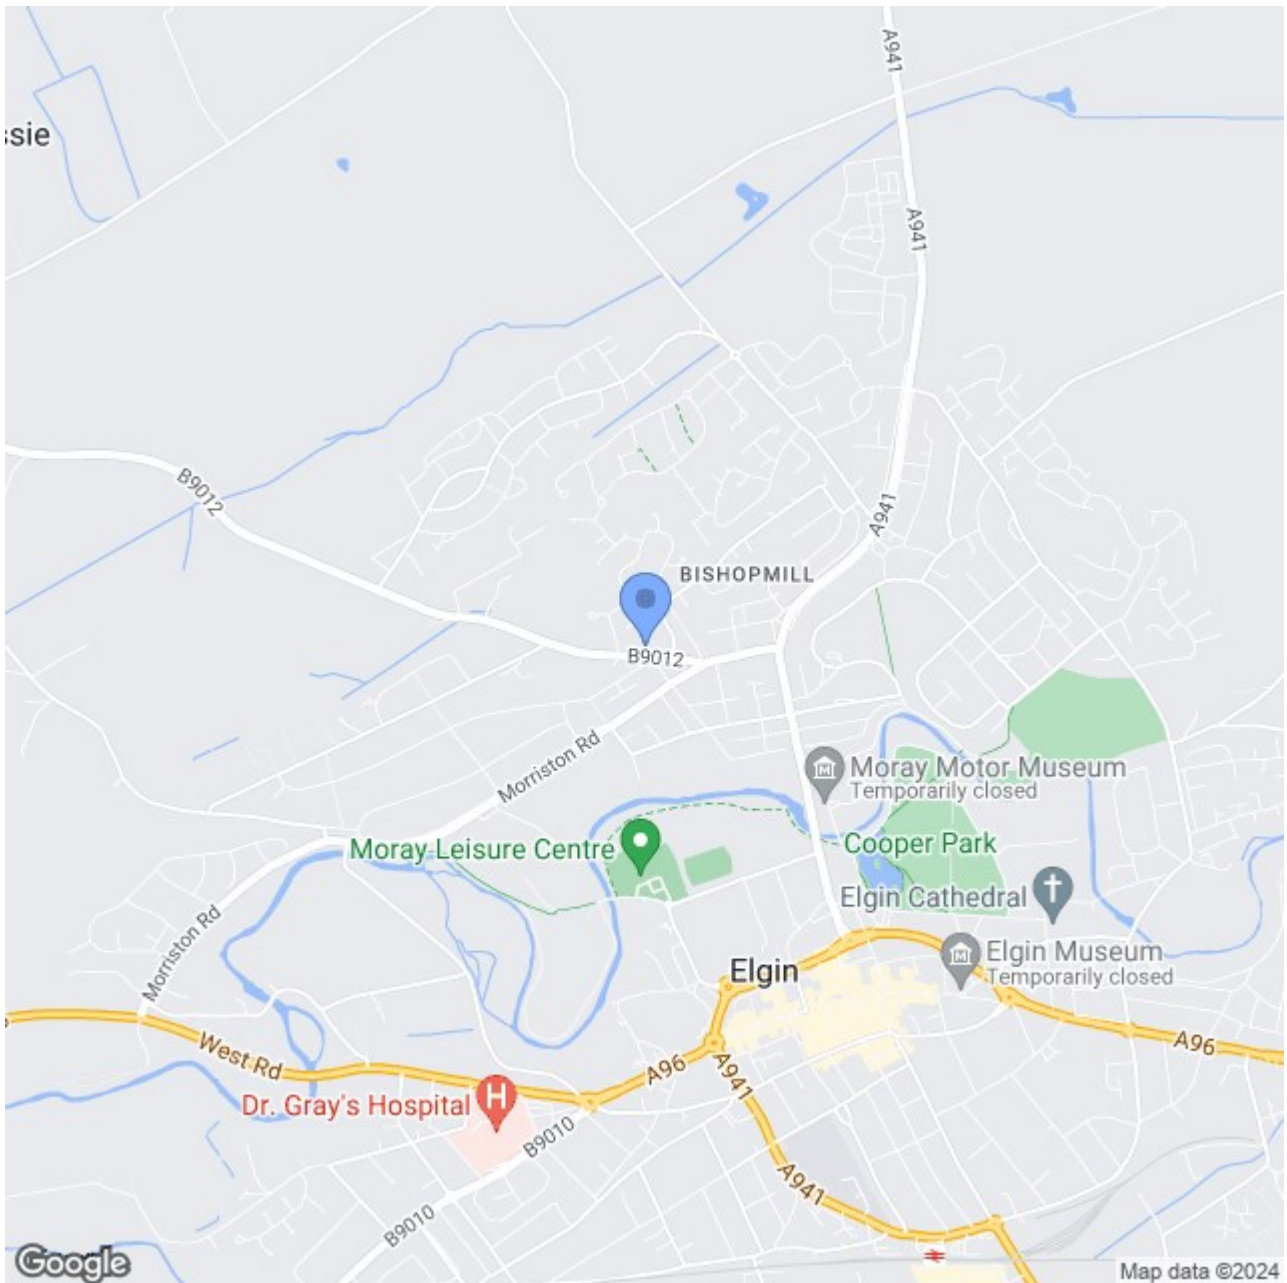 A941
ssie
A941
B9012
A941
BISHOPMILL
B9012
Morriston Rd
Moray Motor Museum
Temporarily closed
Moray Leisure Centre
Cooper Park
Elgin Cathedral
Morriston Rd
Elgin Museum
Temporarily closed
Elgin
West Rd
A96
A96
A941
Dr. Gray's Hospital
H
B9010
A941
B9010
Google
Map data ©2024